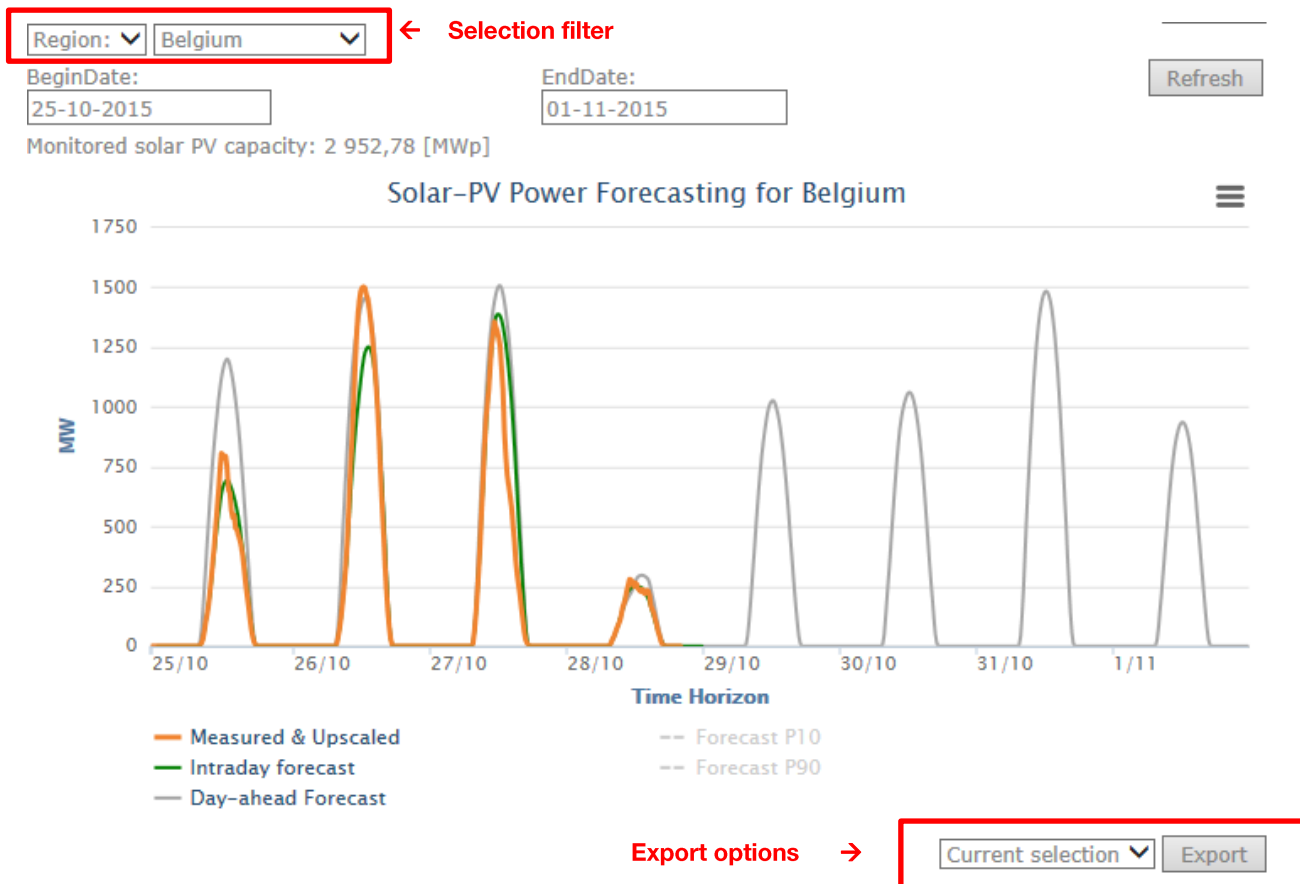 Region: Belgium ← Selection filter
BeginDate: EndDate: Refresh
25-10-2015 01-11-2015
Monitored solar PV capacity: 2 952,78 [MWp]
Solar-PV Power Forecasting for Belgium
1750
1500
1250
1000
750
500
250
0
MW
25/10 26/10 27/10 28/10 29/10 30/10 31/10 1/11
Time Horizon
Measured & Upscaled Forecast P10
Intraday forecast Forecast P90
Day-ahead Forecast
Export options → Current selection Export